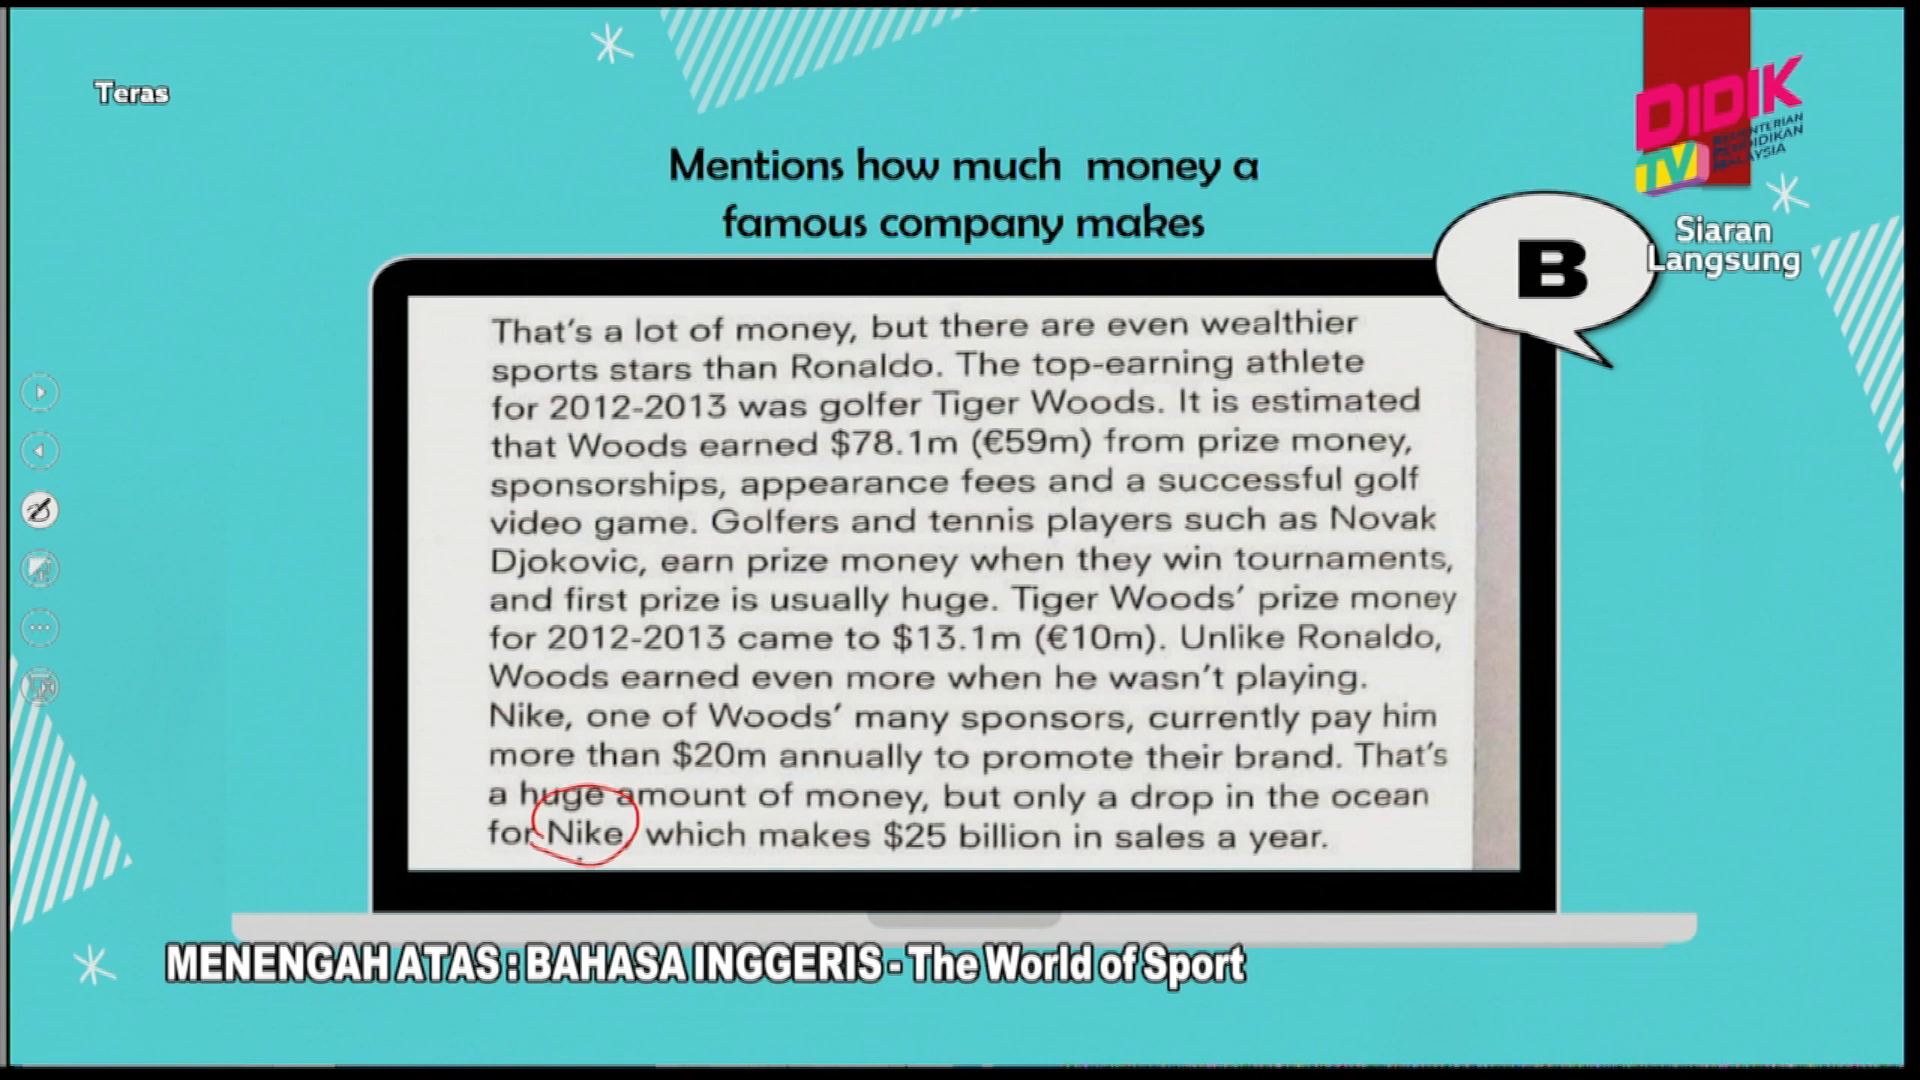 Teras
DIDIK
TV
KEMENTERIAN
PENDIDIKAN
MALAYSIA
Siaran
Langsung
Mentions how much money a
famous company makes
B
That's a lot of money, but there are even wealthier
sports stars than Ronaldo. The top-earning athlete
for 2012-2013 was golfer Tiger Woods. It is estimated
that Woods earned $78.1m (€59m) from prize money,
sponsorships, appearance fees and a successful golf
video game. Golfers and tennis players such as Novak
Djokovic, earn prize money when they win tournaments,
and first prize is usually huge. Tiger Woods' prize money
for 2012-2013 came to $13.1m (€10m). Unlike Ronaldo,
Woods earned even more when he wasn't playing.
Nike, one of Woods' many sponsors, currently pay him
more than $20m annually to promote their brand. That's
a huge amount of money, but only a drop in the ocean
for Nike, which makes $25 billion in sales a year.
MENENGAH ATAS : BAHASA INGGERIS - The World of Sport